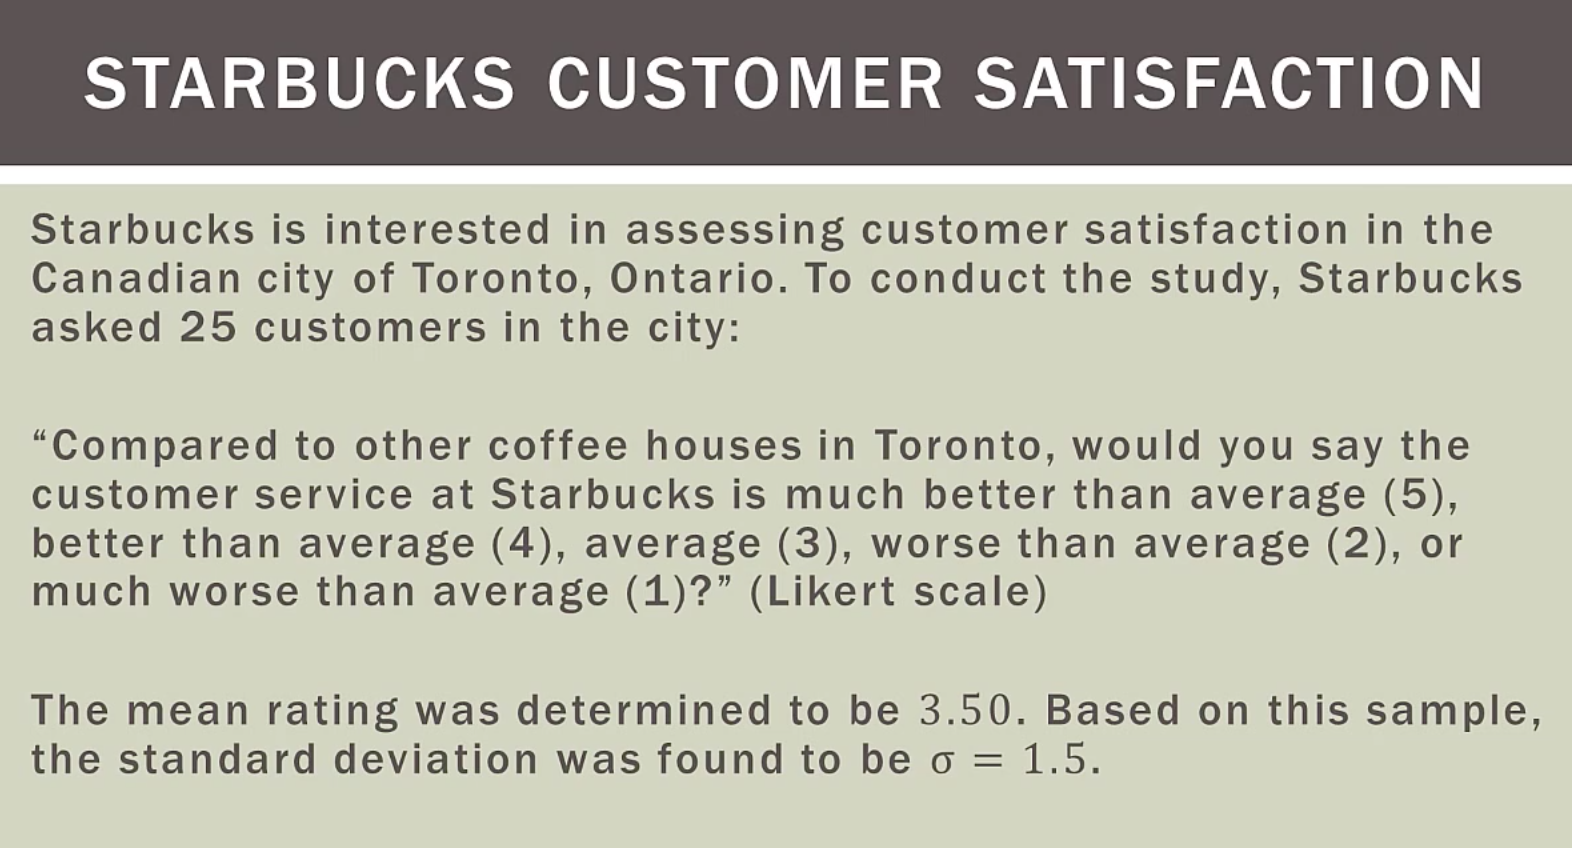 STARBUCKS CUSTOMER SATISFACTION
Starbucks is interested in assessing customer satisfaction in the
Canadian city of Toronto, Ontario. To conduct the study, Starbucks
asked 25 customers in the city:
“Compared to other coffee houses in Toronto, would you say the
customer service at Starbucks is much better than average (5),
better than average (4), average (3), worse than average (2), or
much worse than average (1)?” (Likert scale)
The mean rating was determined to be 3.50. Based on this sample,
the standard deviation was found to be σ = 1.5.